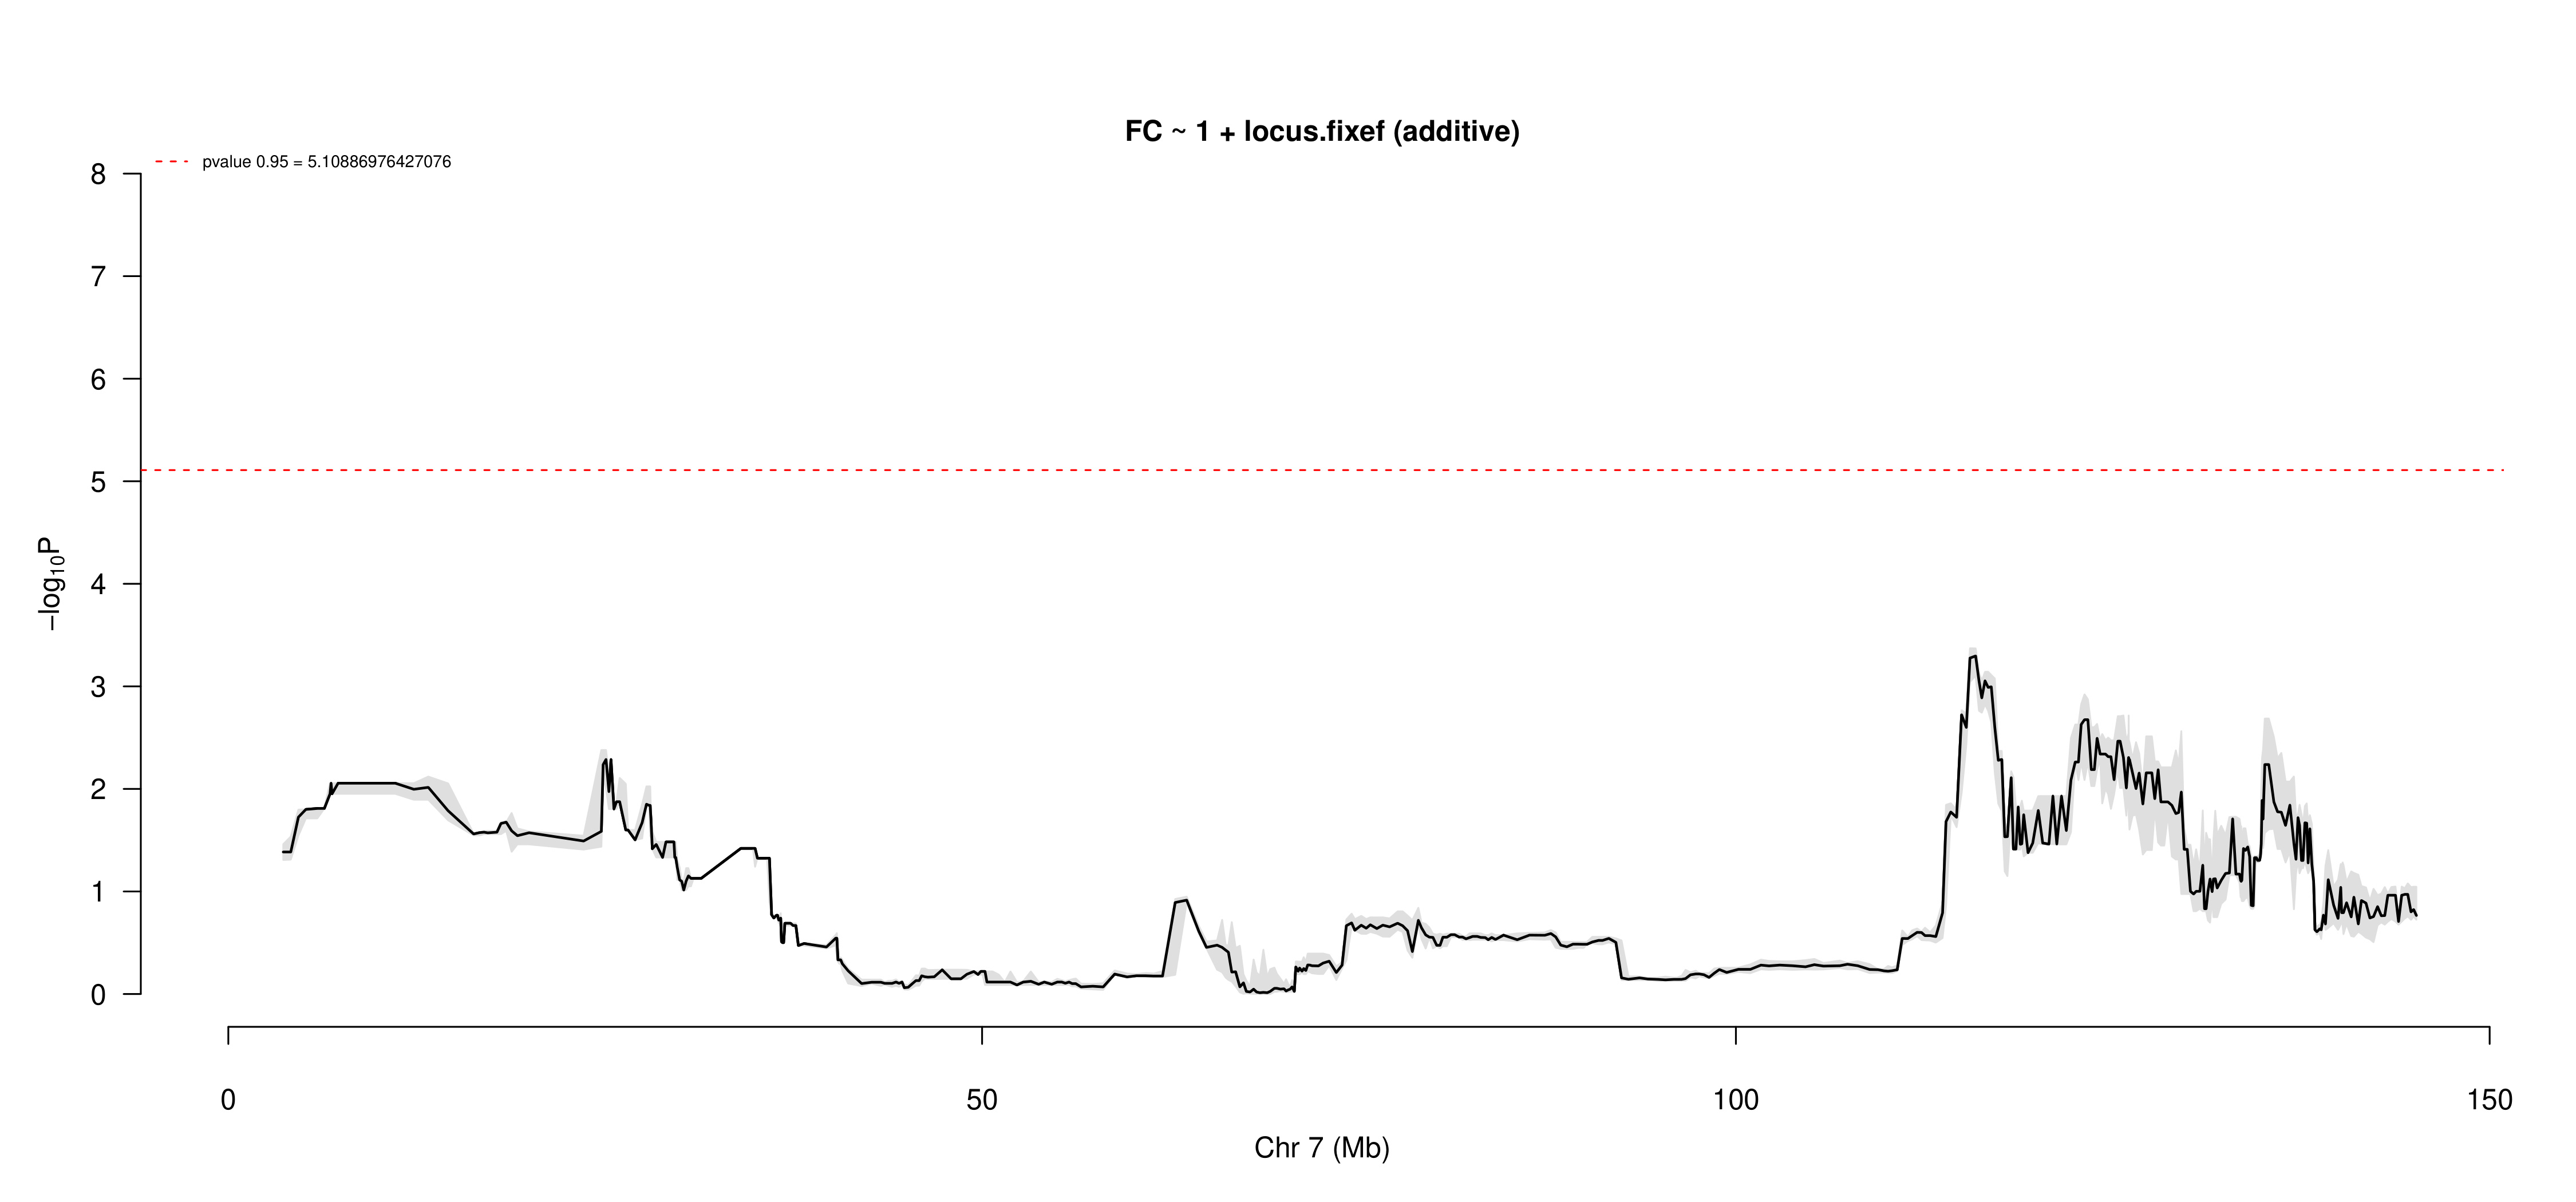 FC ~ 1 + locus.fixef (additive)
pvalue 0.95 = 5.10886976427076
8
7
6
5
4
3
2
1
0
−log10P
0 50 100 150
Chr 7 (Mb)